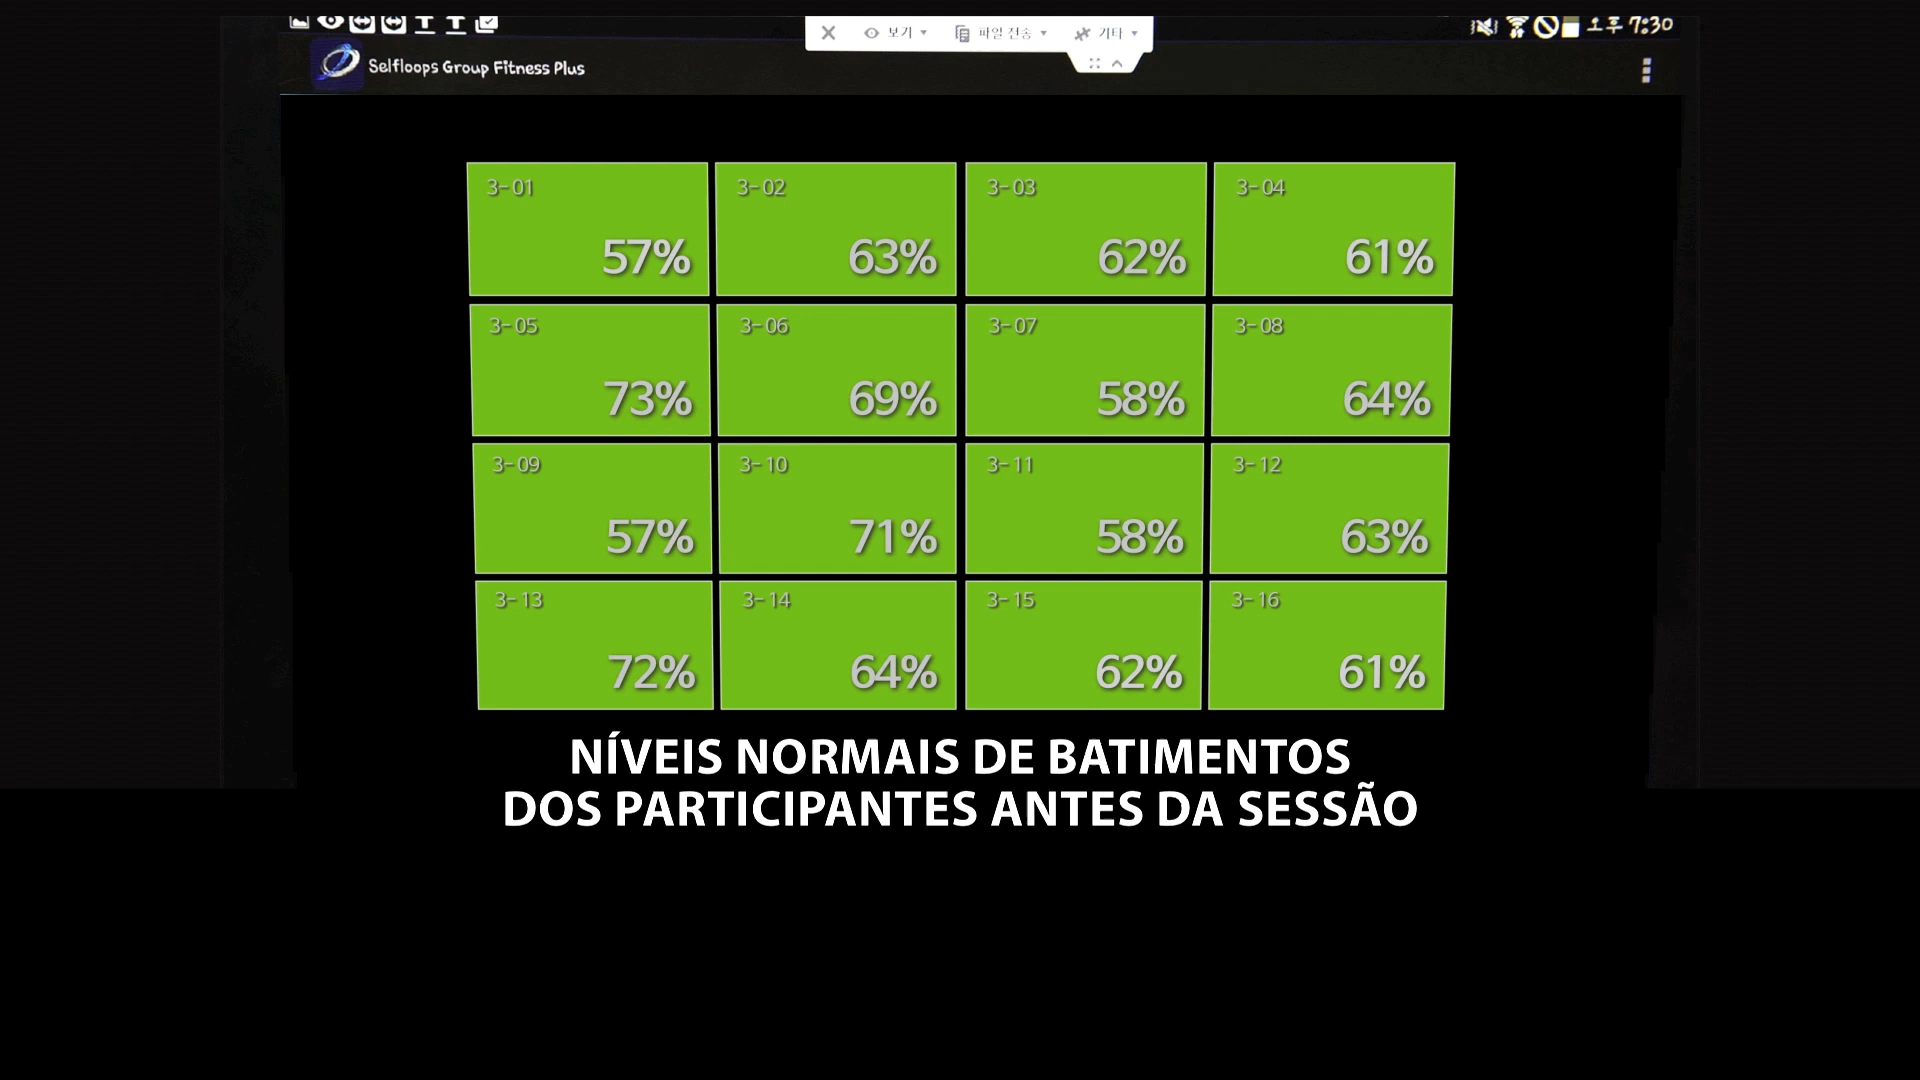 오후 7:30
보기 파일 전송 기타
Selfloops Group Fitness Plus
3-01 3-02 3-03 3-04
57% 63% 62% 61%
3-05 3-06 3-07 3-08
73% 69% 58% 64%
3-09 3-10 3-11 3-12
57% 71% 58% 63%
3-13 3-14 3-15 3-16
72% 64% 62% 61%
NÍVEIS NORMAIS DE BATIMENTOS
DOS PARTICIPANTES ANTES DA SESSÃO